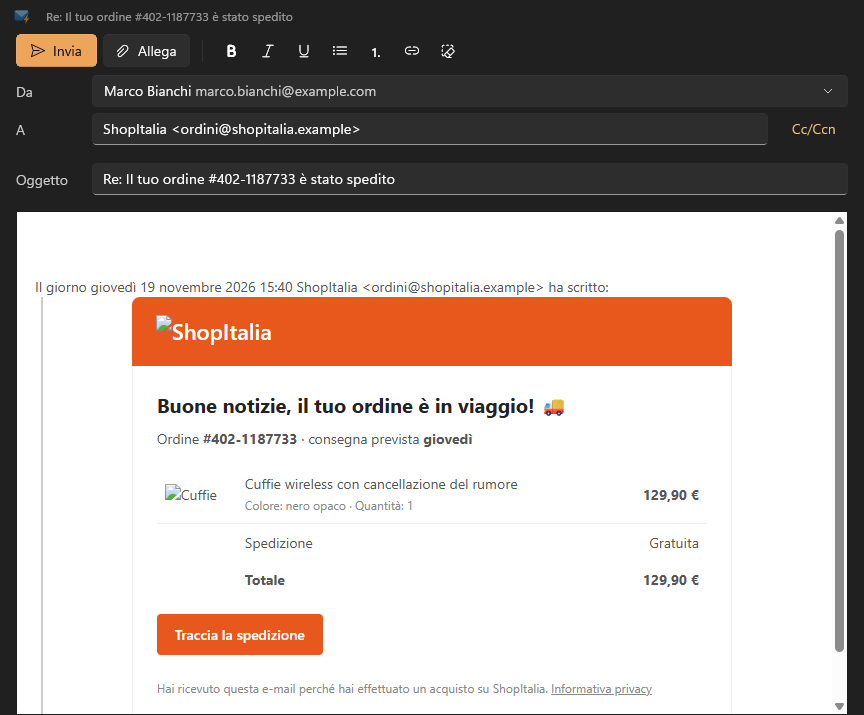 Re: Il tuo ordine #402-1187733 è stato spedito
Invia
Allega
B I U 1.
Da
Marco Bianchi marco.bianchi@example.com
A
ShopItalia <ordini@shopitalia.example>
Cc/Ccn
Oggetto
Re: Il tuo ordine #402-1187733 è stato spedito
Il giorno giovedì 19 novembre 2026 15:40 ShopItalia <ordini@shopitalia.example> ha scritto:
ShopItalia
Buone notizie, il tuo ordine è in viaggio! 🚚
Ordine #402-1187733 · consegna prevista giovedì
Cuffie
Cuffie wireless con cancellazione del rumore
Colore: nero opaco · Quantità: 1
129,90 €
Spedizione Gratuita
Totale 129,90 €
Traccia la spedizione
Hai ricevuto questa e-mail perché hai effettuato un acquisto su ShopItalia. Informativa privacy